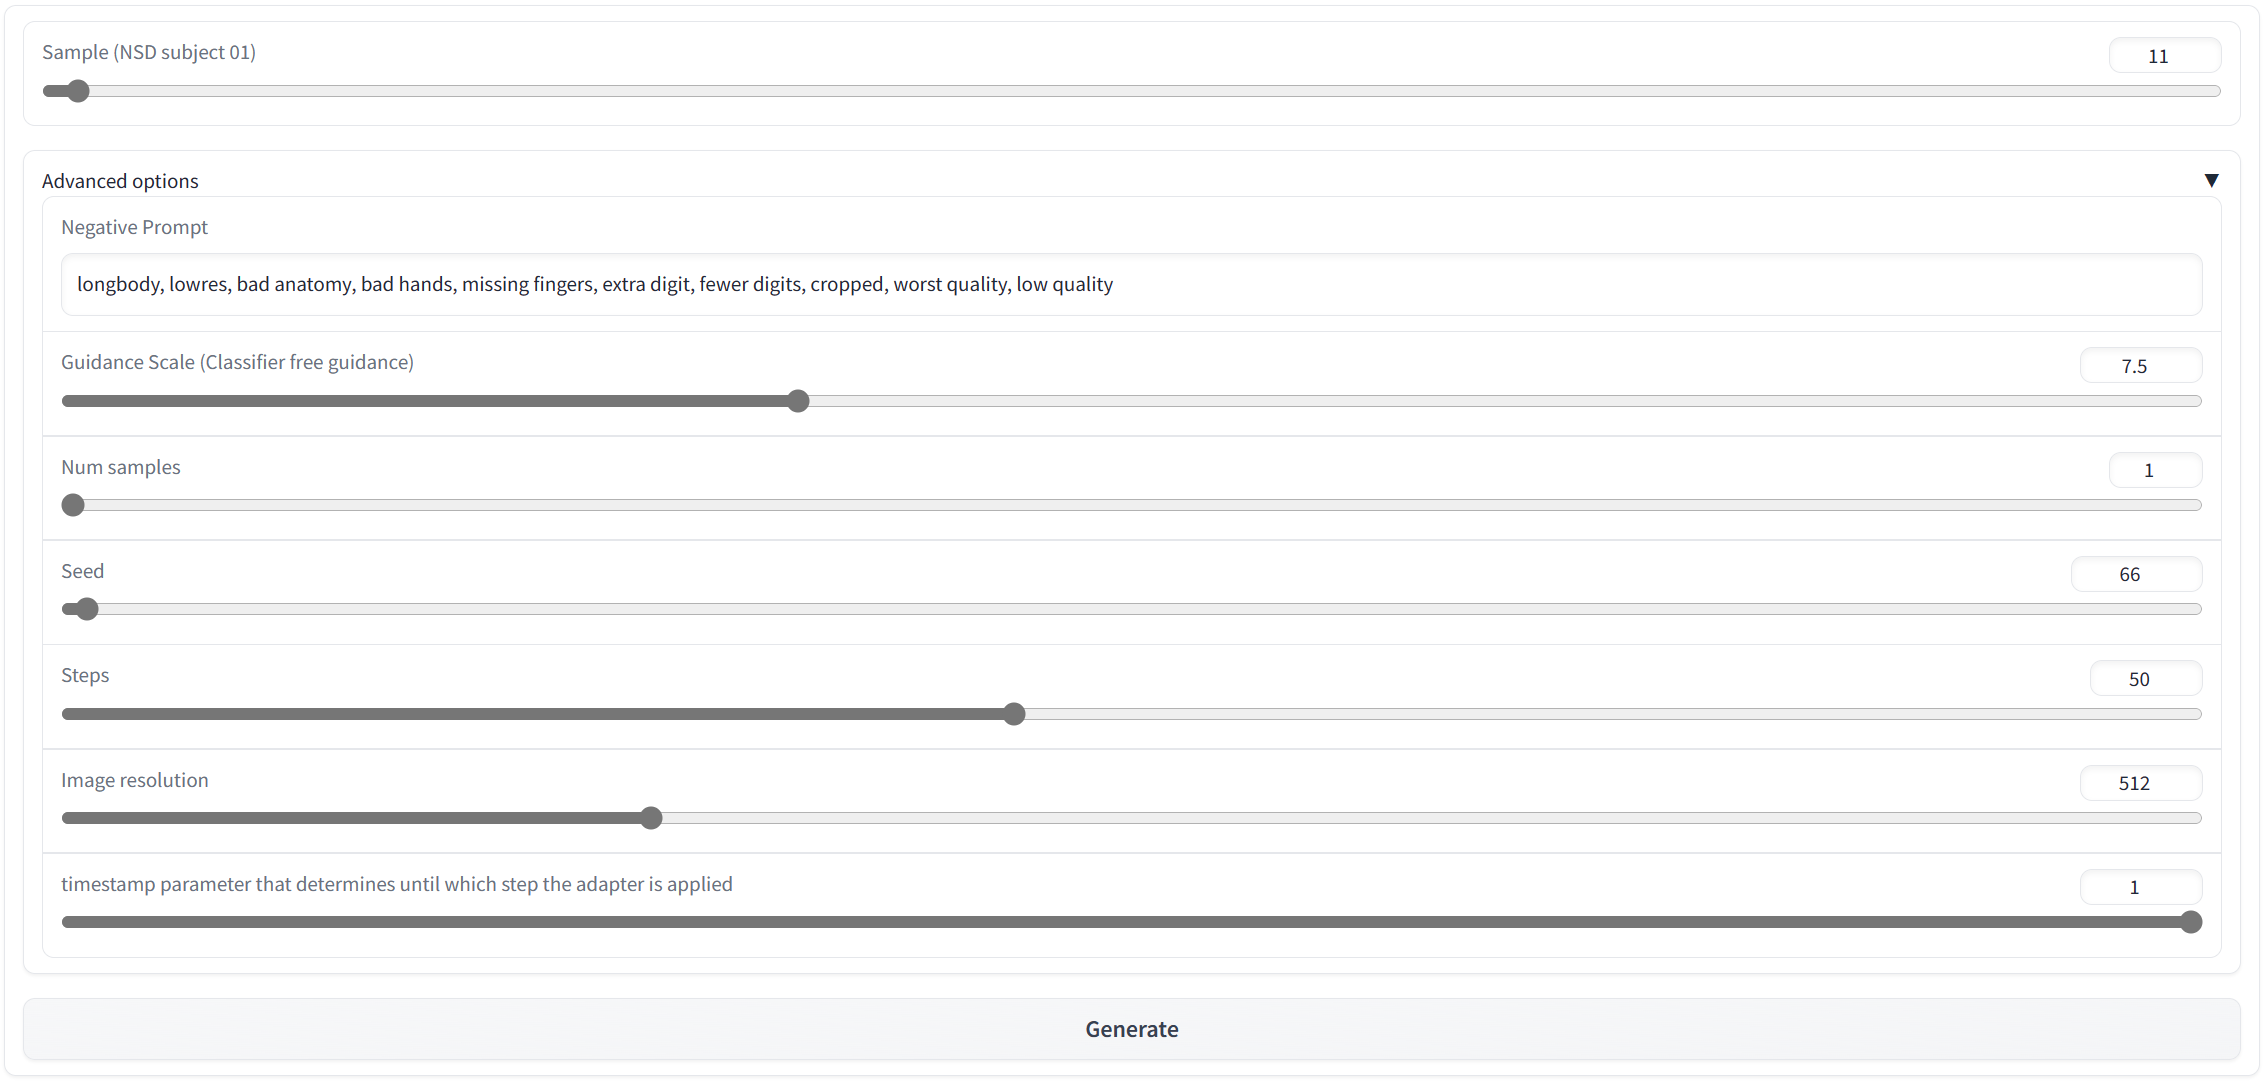 Sample (NSD subject 01)
11
Advanced options
▼
Negative Prompt
longbody, lowres, bad anatomy, bad hands, missing fingers, extra digit, fewer digits, cropped, worst quality, low quality
Guidance Scale (Classifier free guidance)
7.5
Num samples
1
Seed
66
Steps
50
Image resolution
512
timestamp parameter that determines until which step the adapter is applied
1
Generate